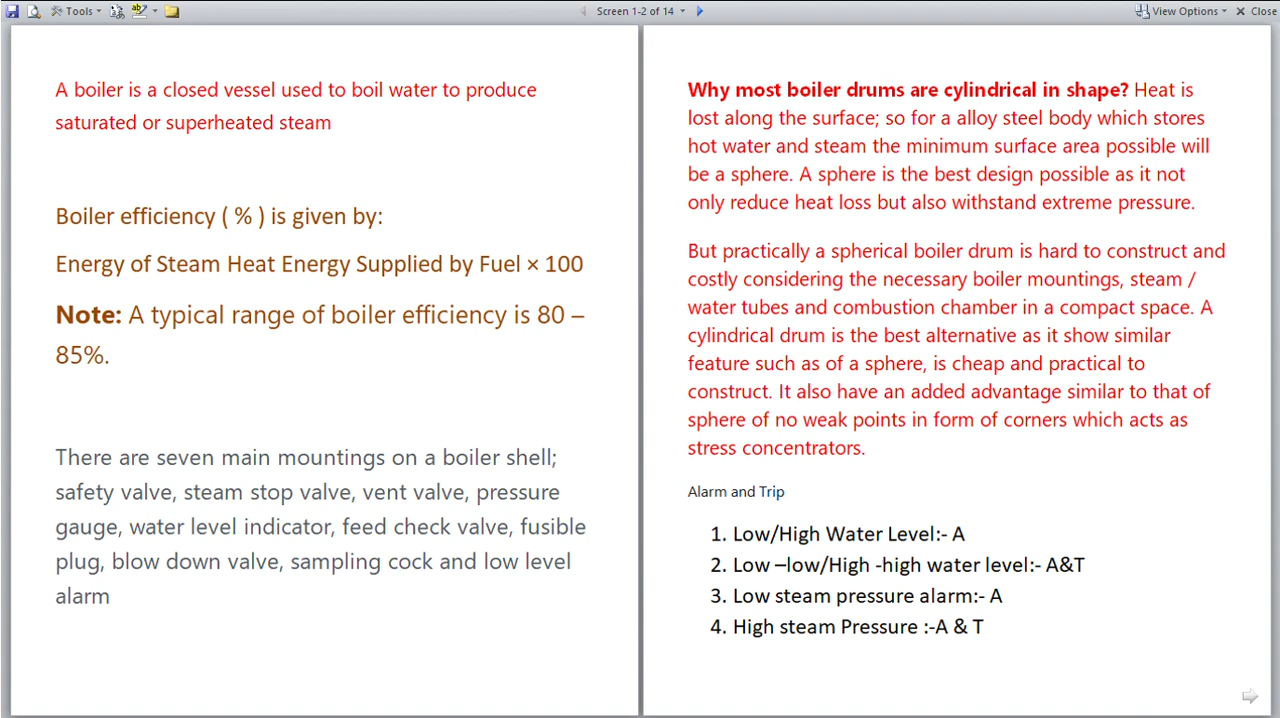 Tools
Screen 1-2 of 14
View Options
Close
A boiler is a closed vessel used to boil water to produce
saturated or superheated steam
Boiler efficiency ( % ) is given by:
Energy of Steam Heat Energy Supplied by Fuel × 100
Note: A typical range of boiler efficiency is 80 –
85%.
There are seven main mountings on a boiler shell;
safety valve, steam stop valve, vent valve, pressure
gauge, water level indicator, feed check valve, fusible
plug, blow down valve, sampling cock and low level
alarm
Why most boiler drums are cylindrical in shape? Heat is
lost along the surface; so for a alloy steel body which stores
hot water and steam the minimum surface area possible will
be a sphere. A sphere is the best design possible as it not
only reduce heat loss but also withstand extreme pressure.
But practically a spherical boiler drum is hard to construct and
costly considering the necessary boiler mountings, steam /
water tubes and combustion chamber in a compact space. A
cylindrical drum is the best alternative as it show similar
feature such as of a sphere, is cheap and practical to
construct. It also have an added advantage similar to that of
sphere of no weak points in form of corners which acts as
stress concentrators.
Alarm and Trip
1. Low/High Water Level:- A
2. Low –low/High -high water level:- A&T
3. Low steam pressure alarm:- A
4. High steam Pressure :-A & T